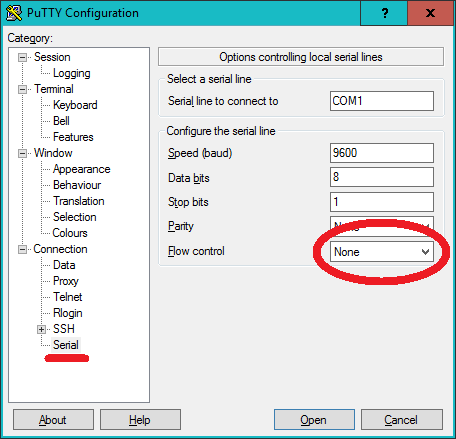 PuTTY Configuration
?
Category:
Session
Logging
Terminal
Keyboard
Bell
Features
Window
Appearance
Behaviour
Translation
Selection
Colours
Connection
Data
Proxy
Telnet
Rlogin
SSH
Serial
Options controlling local serial lines
Select a serial line
Serial line to connect to COM1
Configure the serial line
Speed (baud) 9600
Data bits 8
Stop bits 1
Parity None
Flow control None
About Help Open Cancel